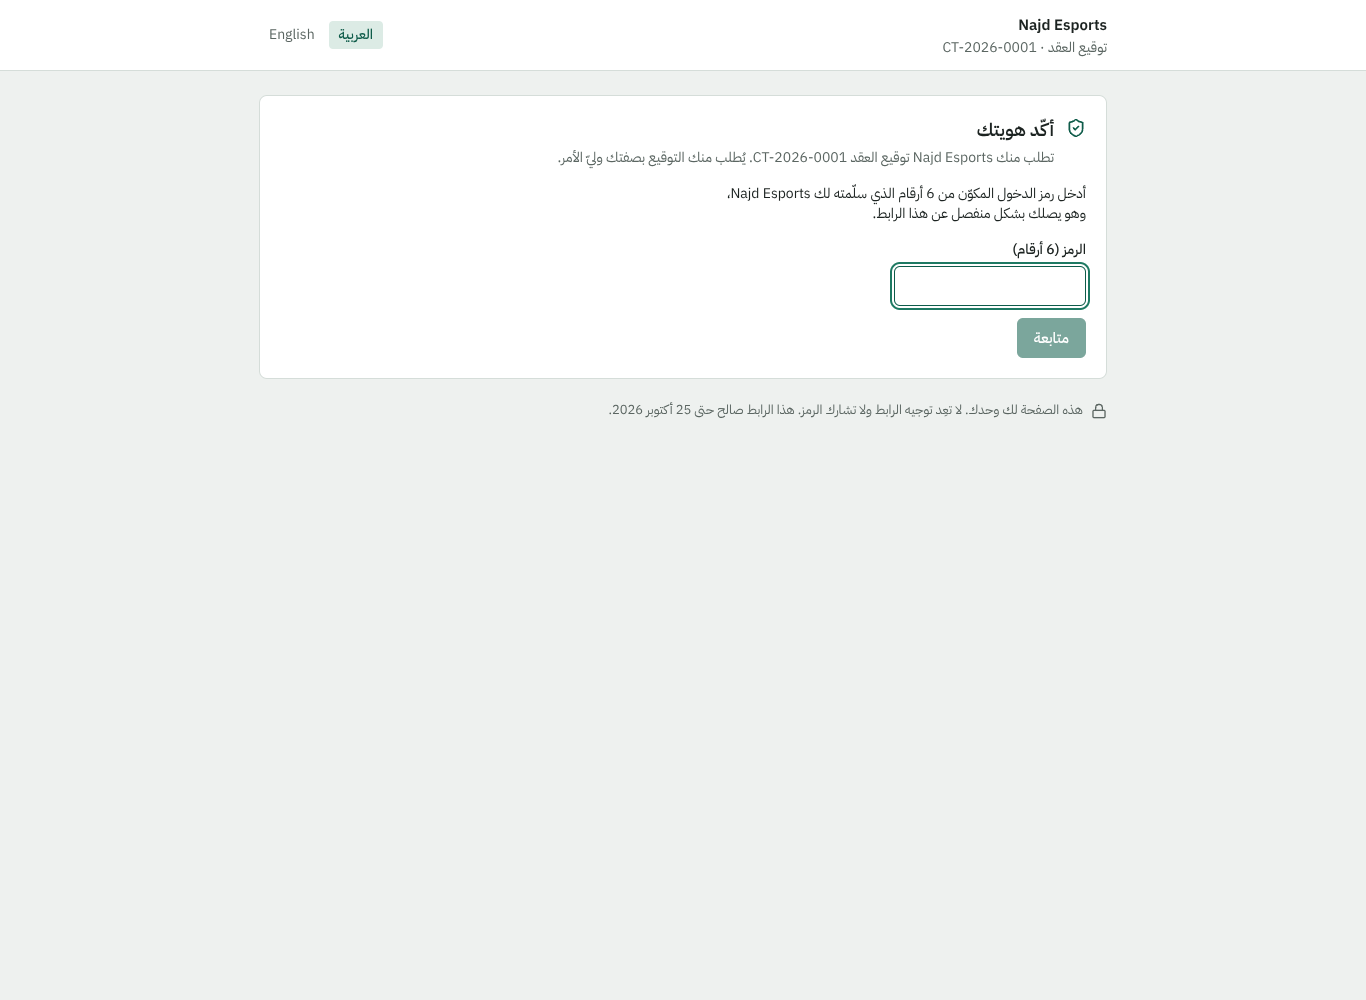 Najd Esports
توقيع العقد · CT-2026-0001
العربية
English
أكّد هويتك
تطلب منك Najd Esports توقيع العقد CT-2026-0001. يُطلب منك التوقيع بصفتك وليّ الأمر.
أدخل رمز الدخول المكوّن من 6 أرقام الذي سلّمته لك Najd Esports،
وهو يصلك بشكل منفصل عن هذا الرابط.
الرمز (6 أرقام)
متابعة
هذه الصفحة لك وحدك. لا تعِد توجيه الرابط ولا تشارك الرمز. هذا الرابط صالح حتى 25 أكتوبر 2026.